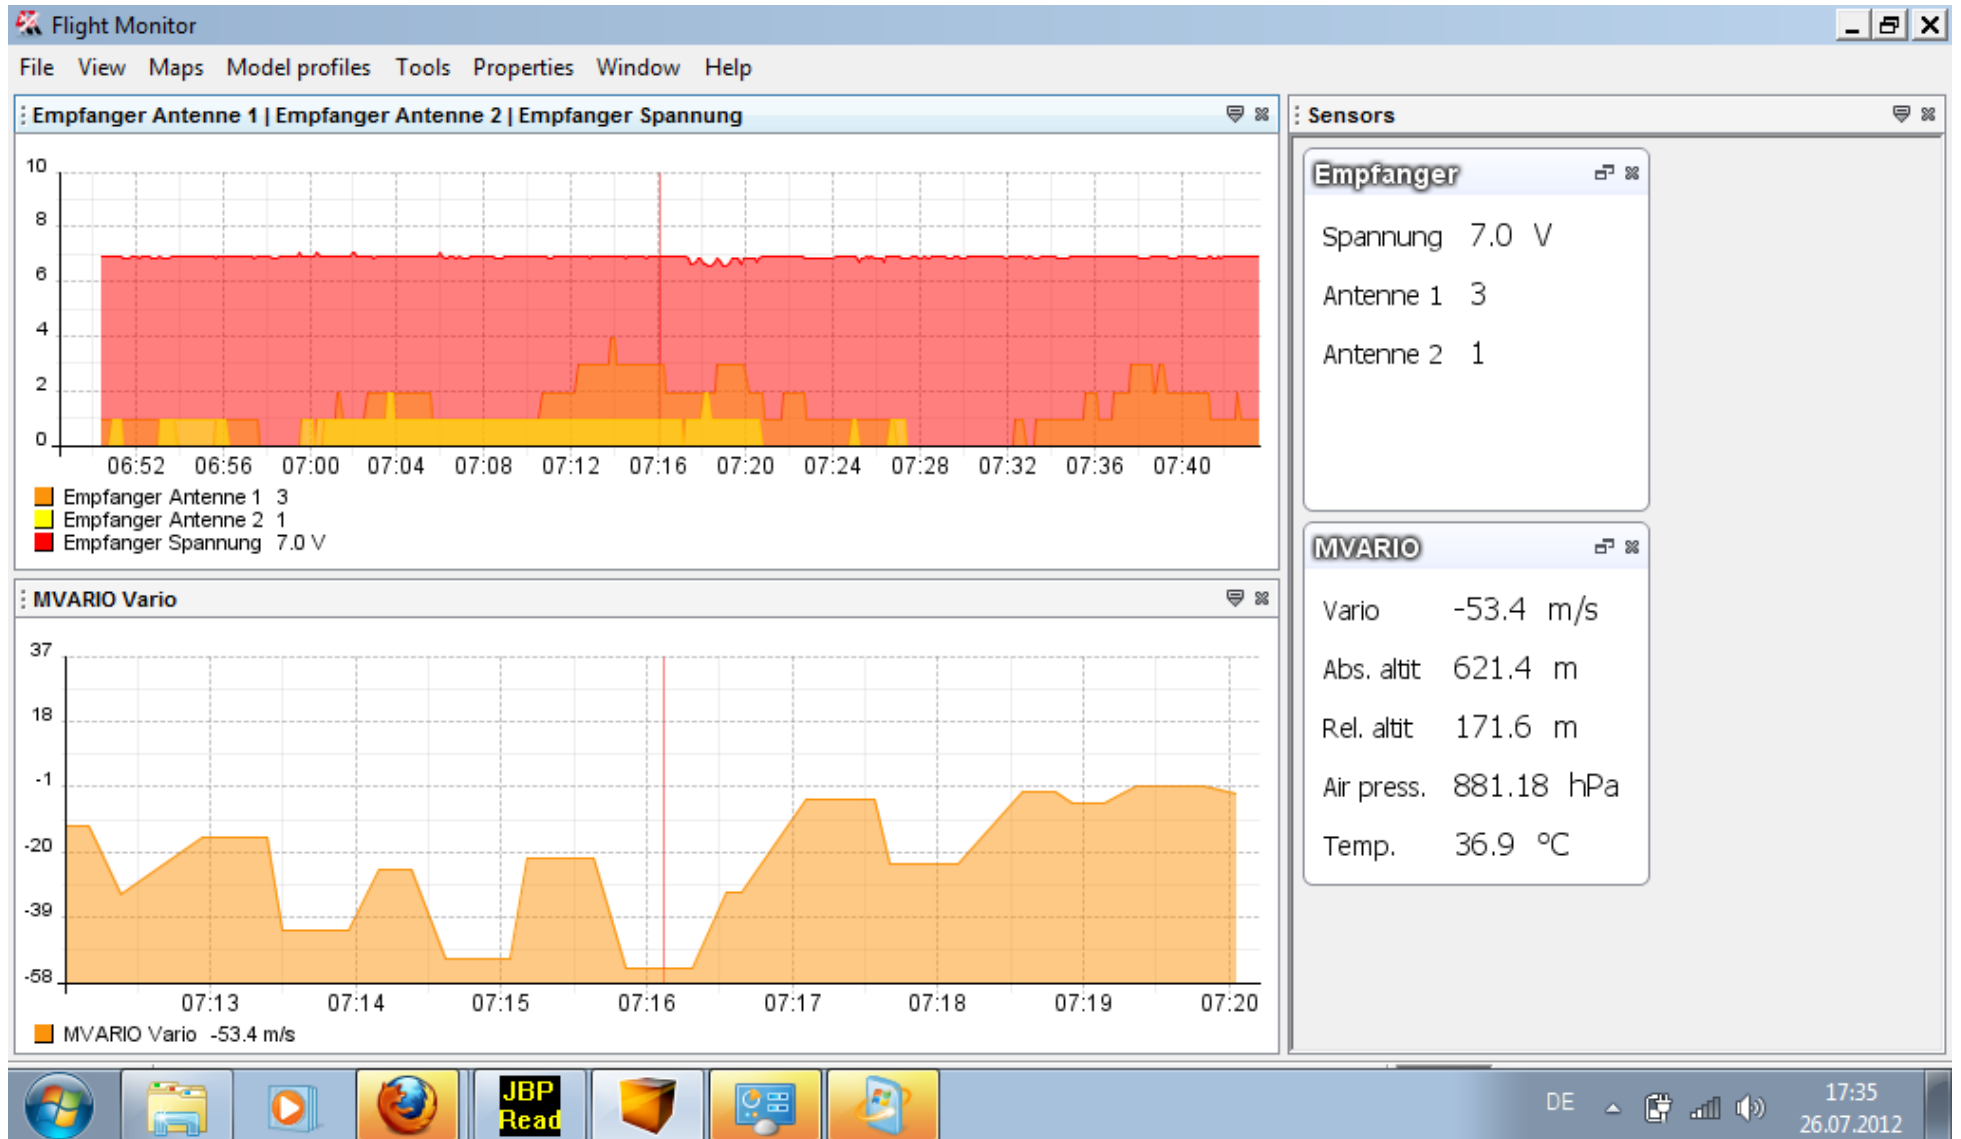 Flight Monitor
File View Maps Model profiles Tools Properties Window Help
Empfanger Antenne 1 | Empfanger Antenne 2 | Empfanger Spannung
10
8
6
4
2
0
06:52 06:56 07:00 07:04 07:08 07:12 07:16 07:20 07:24 07:28 07:32 07:36 07:40
Empfanger Antenne 1 3
Empfanger Antenne 2 1
Empfanger Spannung 7.0 V
MVARIO Vario
37
18
-1
-20
-39
-58
07:13 07:14 07:15 07:16 07:17 07:18 07:19 07:20
MVARIO Vario -53.4 m/s
Sensors
Empfanger
Spannung 7.0 V
Antenne 1 3
Antenne 2 1
MVARIO
Vario -53.4 m/s
Abs. altit 621.4 m
Rel. altit 171.6 m
Air press. 881.18 hPa
Temp. 36.9 ºC
JBP
Read
DE
17:35
26.07.2012